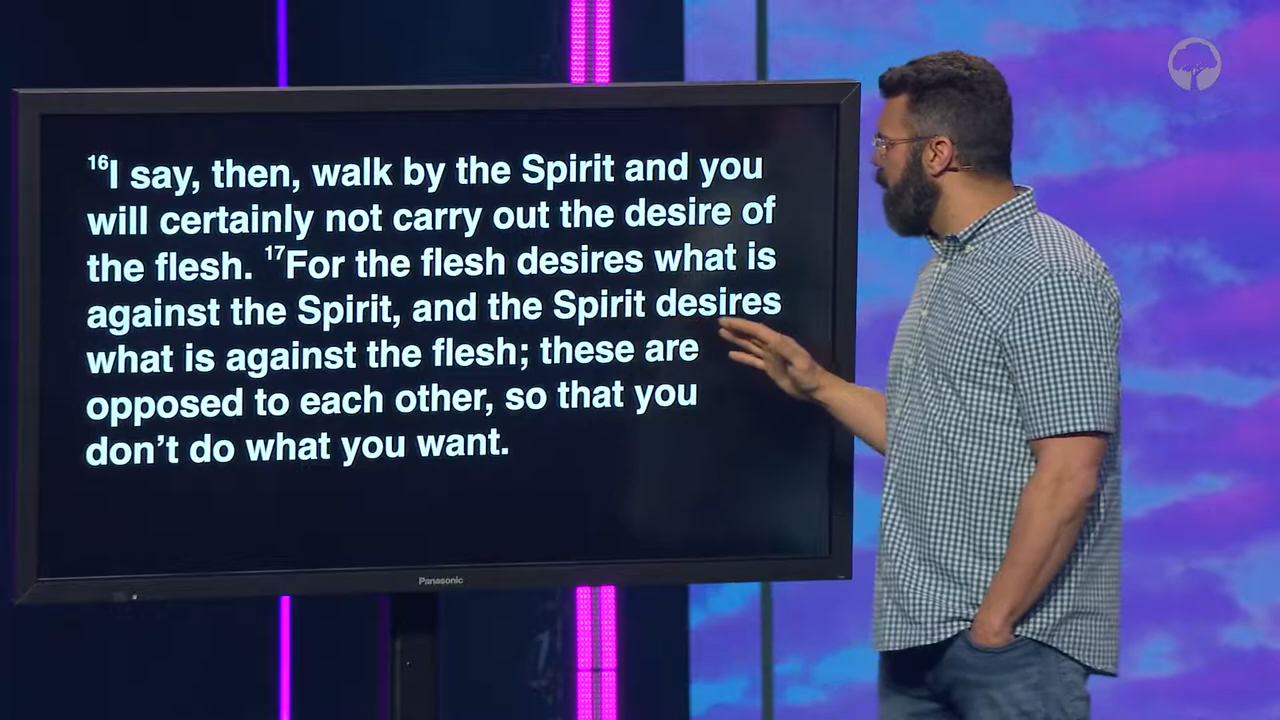 ¹⁶I say, then, walk by the Spirit and you
will certainly not carry out the desire of
the flesh. ¹⁷For the flesh desires what is
against the Spirit, and the Spirit desires
what is against the flesh; these are
opposed to each other, so that you
don’t do what you want.
Panasonic